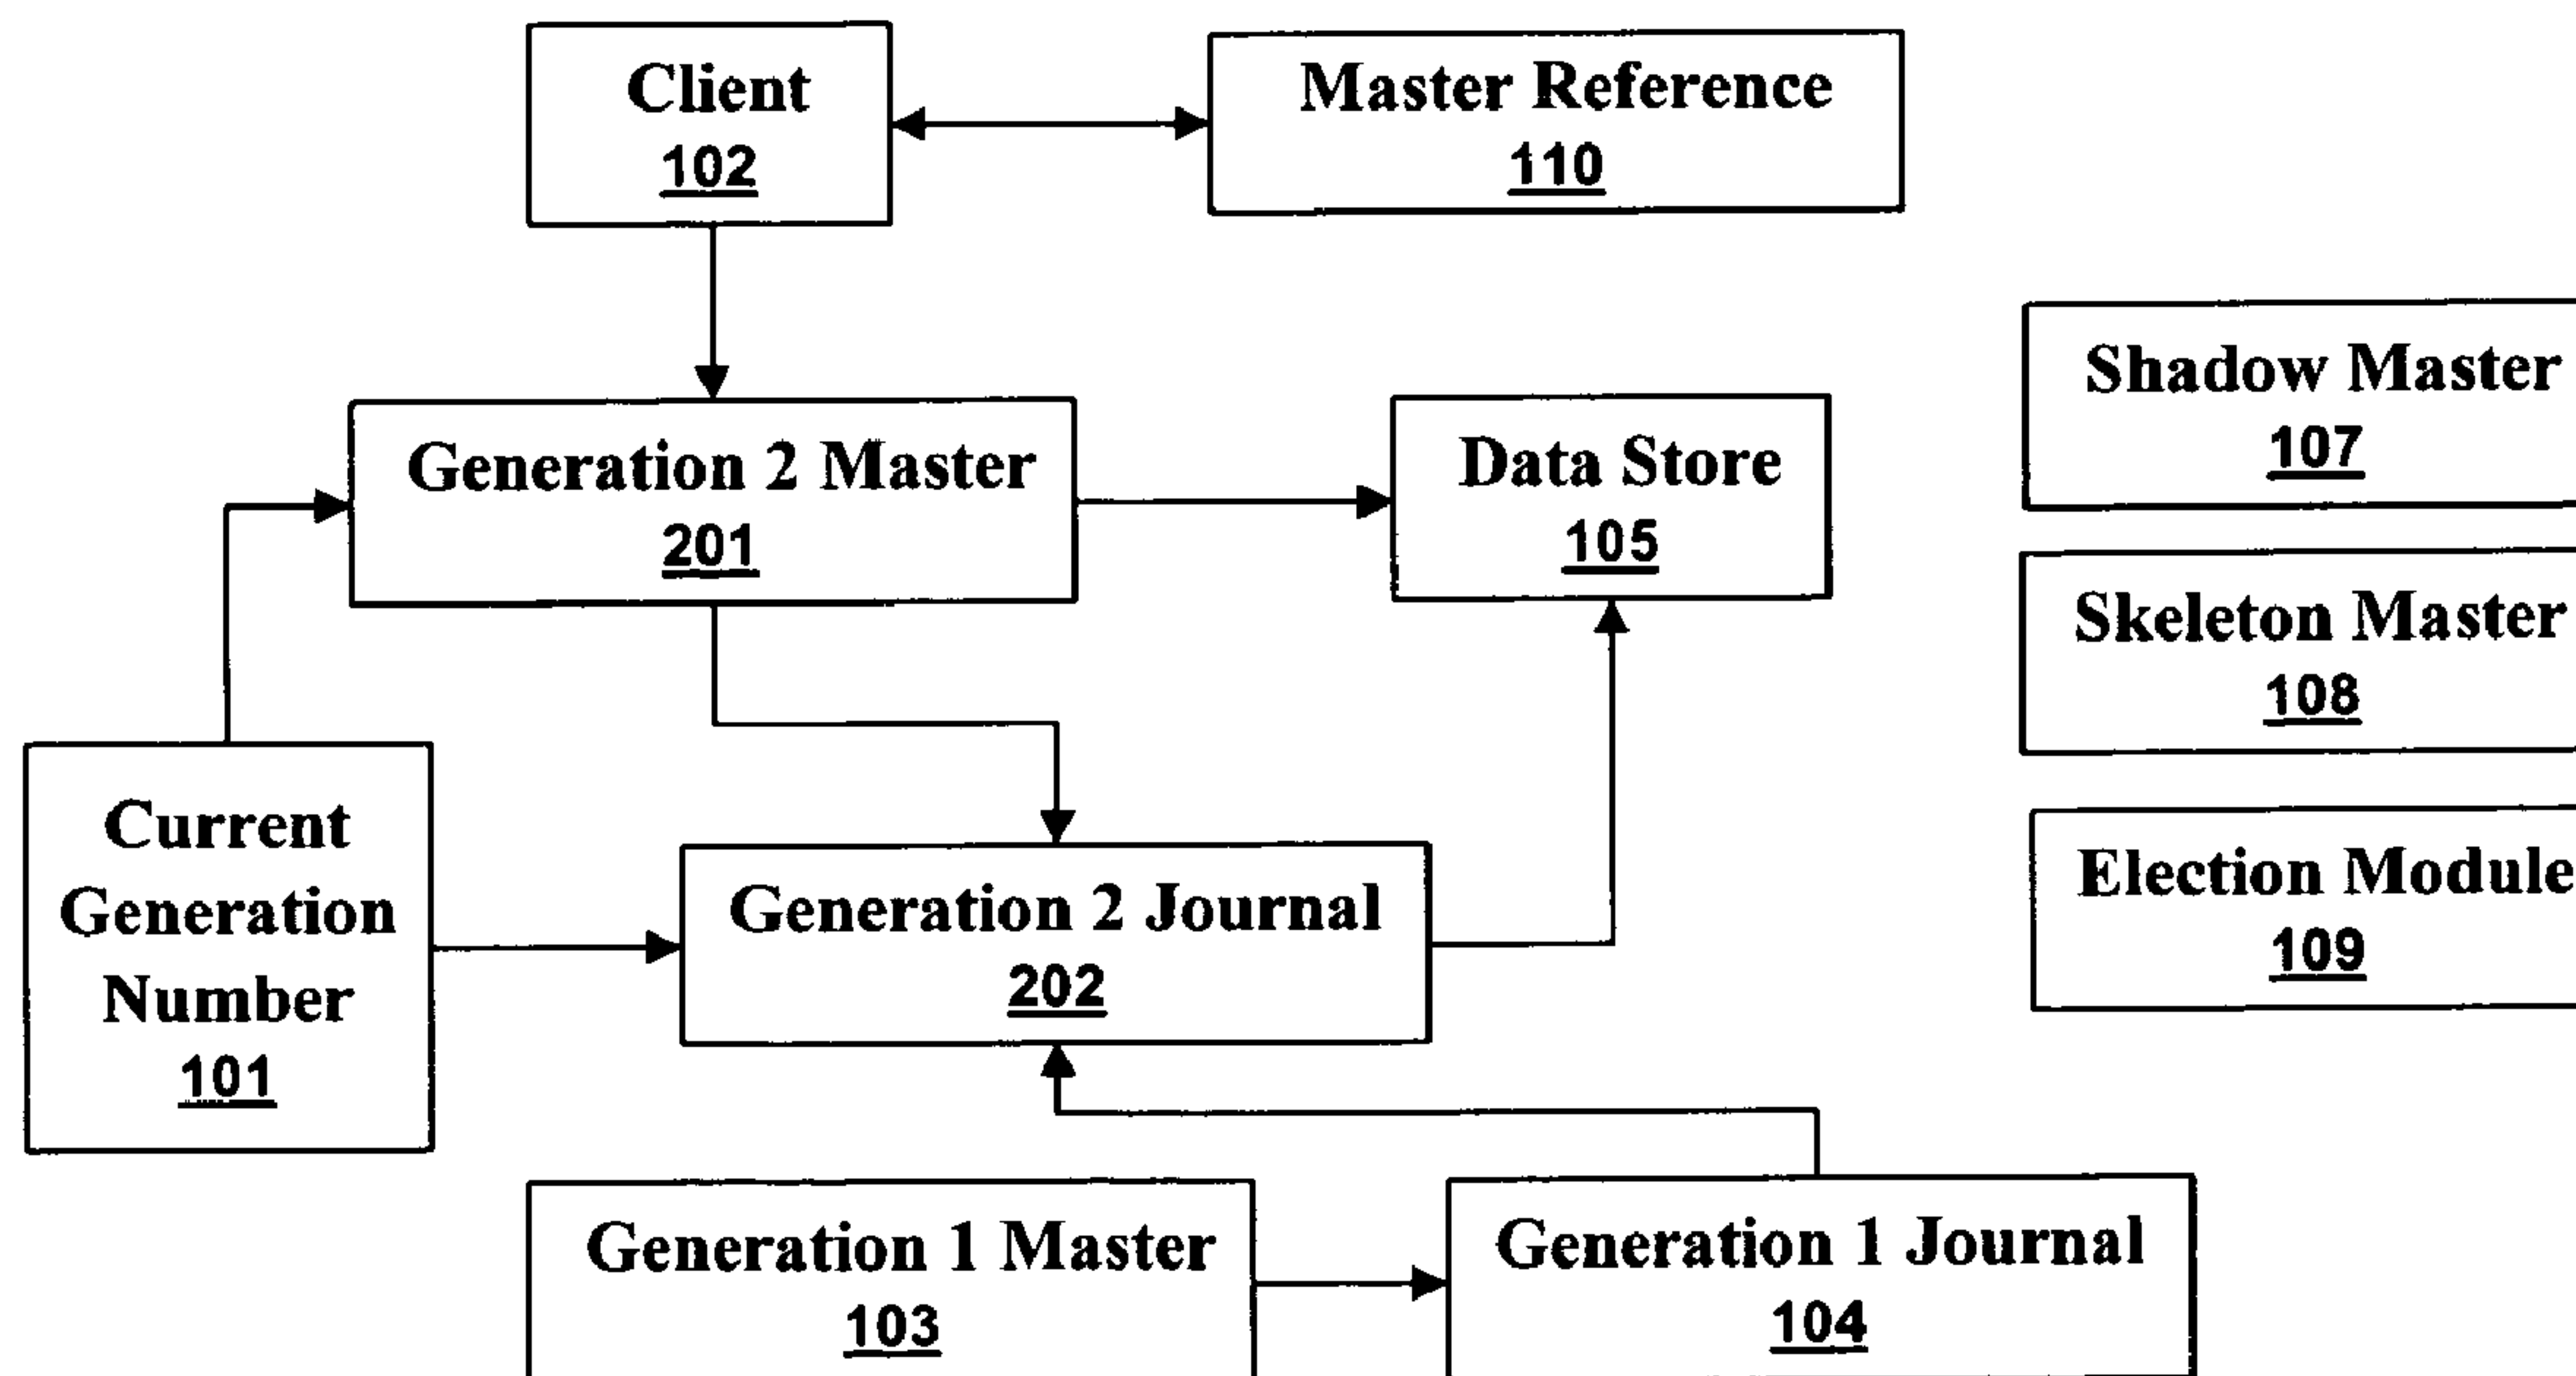 Client
102
Master Reference
110
Shadow Master
107
Generation 2 Master
201
Data Store
105
Skeleton Master
108
Current
Generation
Number
101
Generation 2 Journal
202
Election Module
109
Generation 1 Master
103
Generation 1 Journal
104